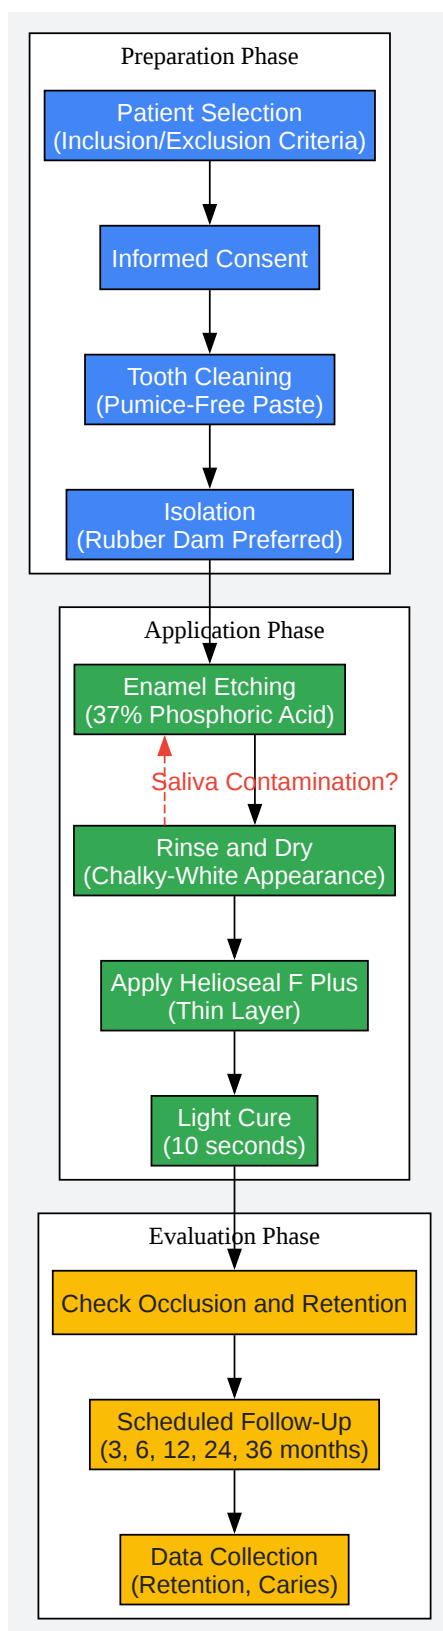 Preparation Phase
Patient Selection
(Inclusion/Exclusion Criteria)
Informed Consent
Tooth Cleaning
(Pumice-Free Paste)
Isolation
(Rubber Dam Preferred)
Application Phase
Enamel Etching
(37% Phosphoric Acid)
Saliva Contamination?
Rinse and Dry
(Chalky-White Appearance)
Apply Helioseal F Plus
(Thin Layer)
Light Cure
(10 seconds)
Evaluation Phase
Check Occlusion and Retention
Scheduled Follow-Up
(3, 6, 12, 24, 36 months)
Data Collection
(Retention, Caries)